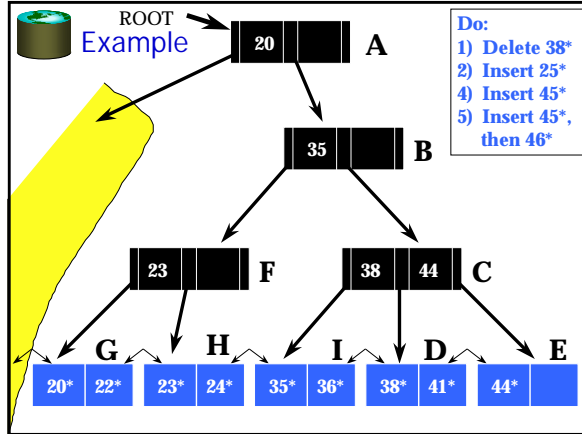 ROOT
Example
20
A
Do:
1) Delete 38*
2) Insert 25*
4) Insert 45*
5) Insert 45*,
then 46*
35
B
23
F
38 44
C
G
H
I
D
E
20* 22* 23* 24* 35* 36* 38* 41* 44*